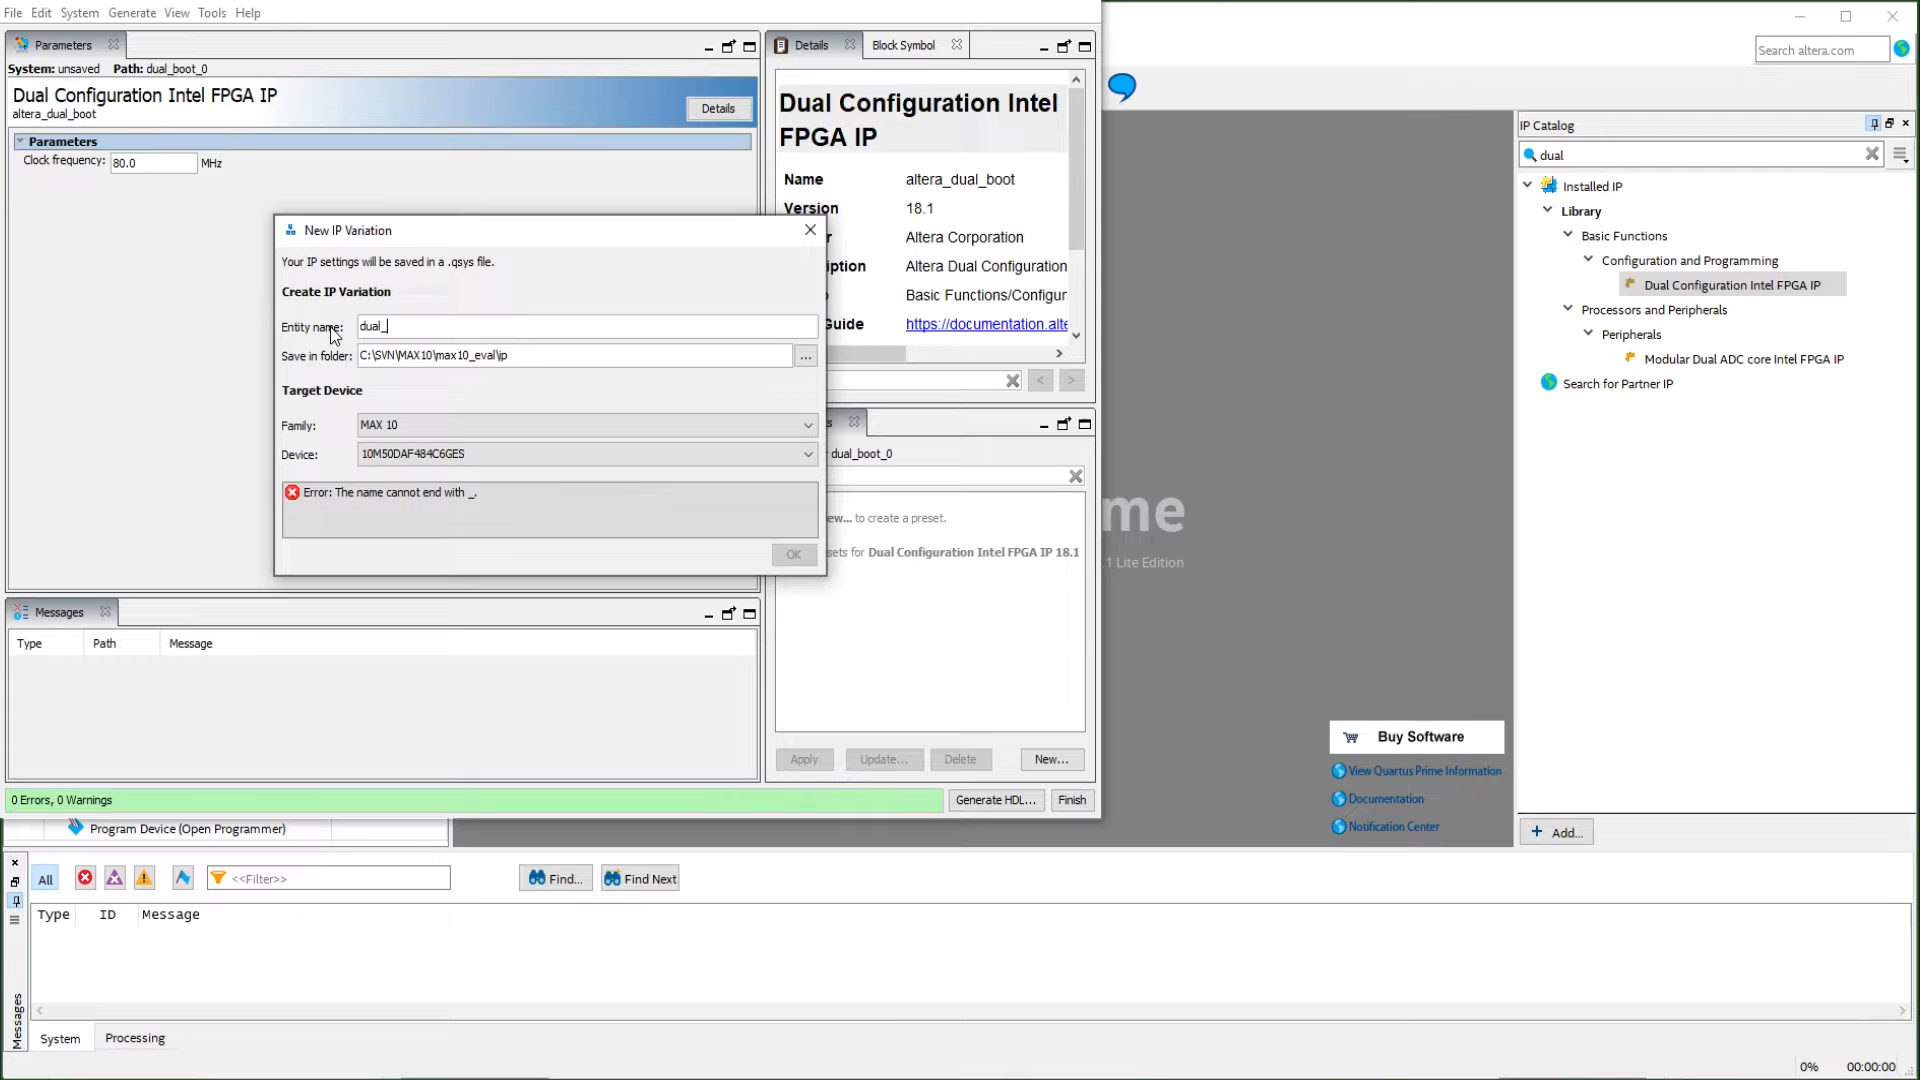 File Edit System Generate View Tools Help
Parameters
System: unsaved Path: dual_boot_0
Dual Configuration Intel FPGA IP
altera_dual_boot
Details
Parameters
Clock frequency: 80.0 MHz
New IP Variation
Your IP settings will be saved in a .qsys file.
Create IP Variation
Entity name: dual_
Save in folder: C:\SVN\MAX10\max10_eval\ip
...
Target Device
Family: MAX 10
Device: 10M50DAF484C6GES
Error: The name cannot end with _.
OK
Messages
Type Path Message
0 Errors, 0 Warnings
Generate HDL... Finish
Details Block Symbol
Dual Configuration Intel
FPGA IP
Name altera_dual_boot
Version 18.1
r Altera Corporation
iption Altera Dual Configuration
Basic Functions/Configur
Guide https://documentation.alte
< >
s
dual_boot_0
ew... to create a preset.
sets for Dual Configuration Intel FPGA IP 18.1
Apply Update... Delete New...
Search altera.com
me
.1 Lite Edition
Buy Software
View Quartus Prime Information
Documentation
Notification Center
IP Catalog
dual
Installed IP
Library
Basic Functions
Configuration and Programming
Dual Configuration Intel FPGA IP
Processors and Peripherals
Peripherals
Modular Dual ADC core Intel FPGA IP
Search for Partner IP
+ Add...
Program Device (Open Programmer)
All <<Filter>> Find... Find Next
Type ID Message
Messages
System Processing
0% 00:00:00